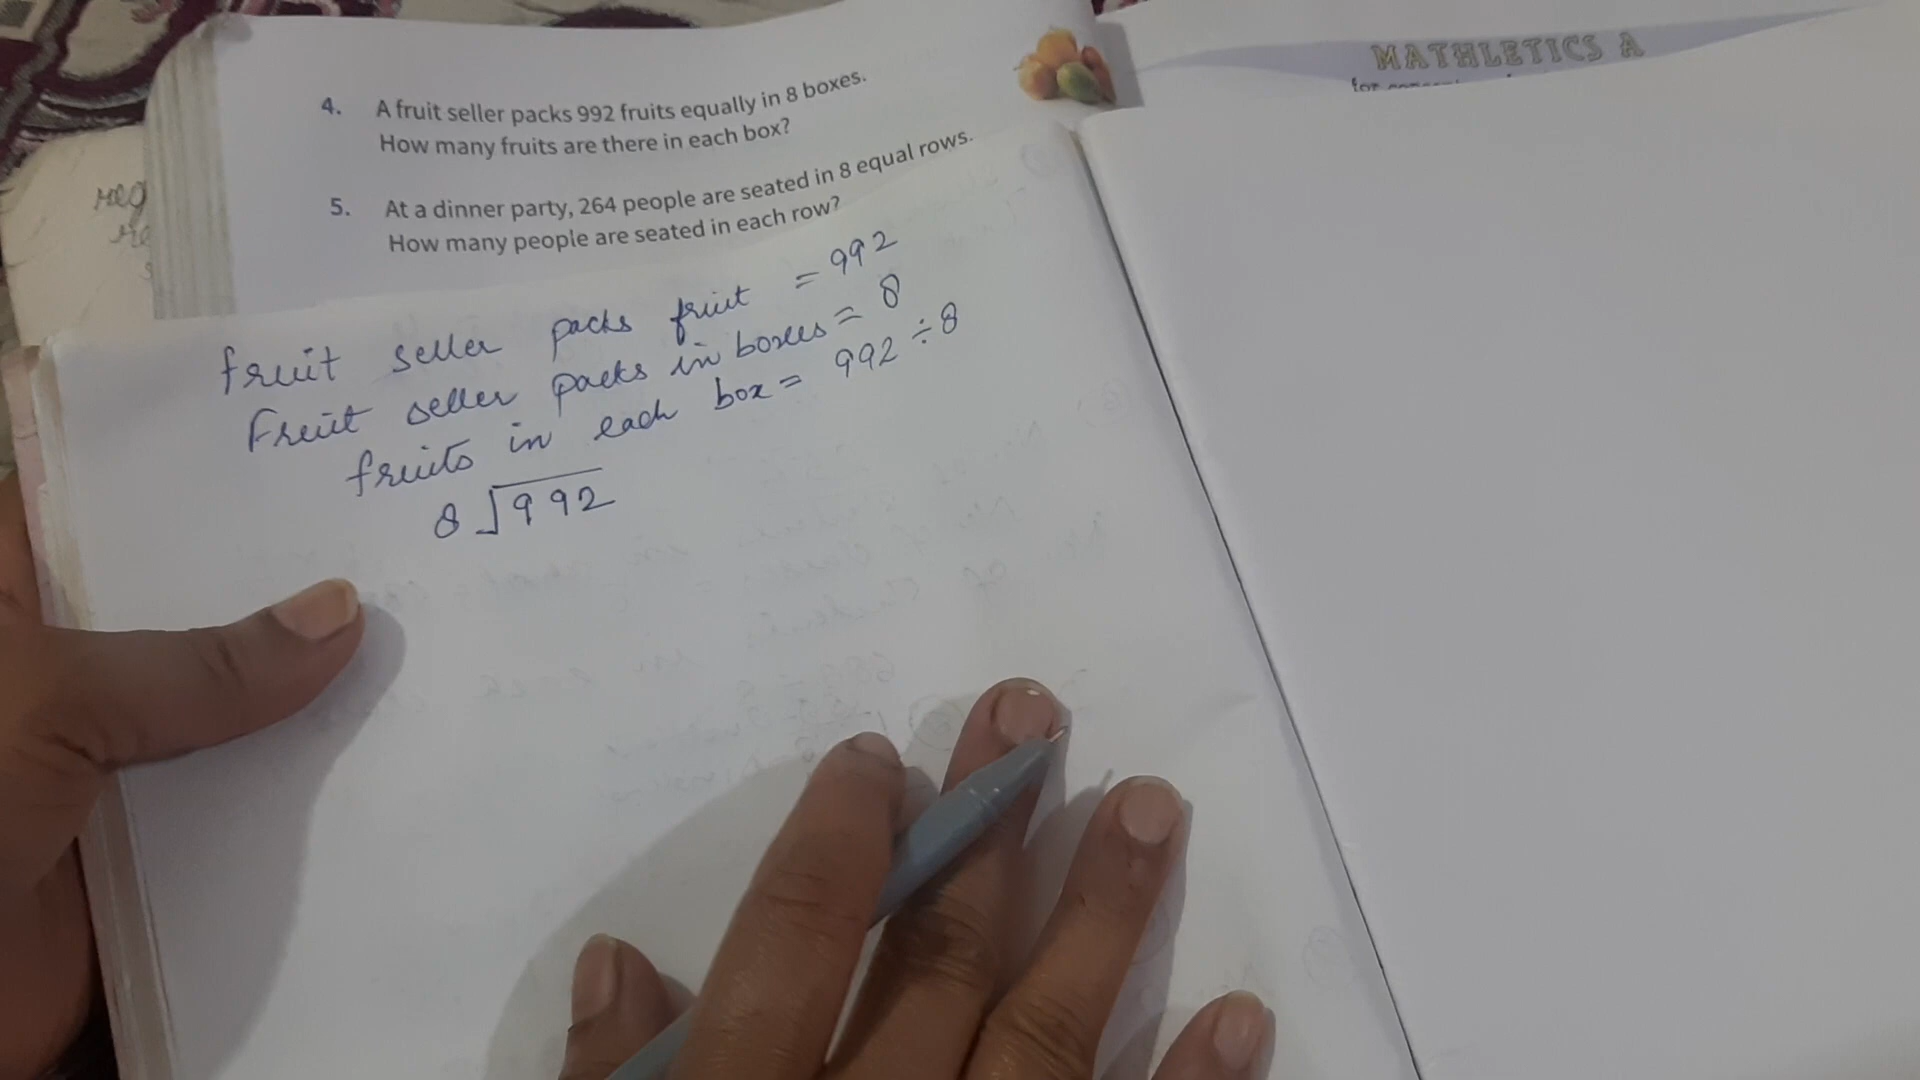 MATHLETICS A
for
4. A fruit seller packs 992 fruits equally in 8 boxes.
How many fruits are there in each box?
5. At a dinner party, 264 people are seated in 8 equal rows.
How many people are seated in each row?
fruit seller packs fruit = 992
Fruit seller packs in boxes = 8
fruits in each box = 992 ÷ 8
8 √992